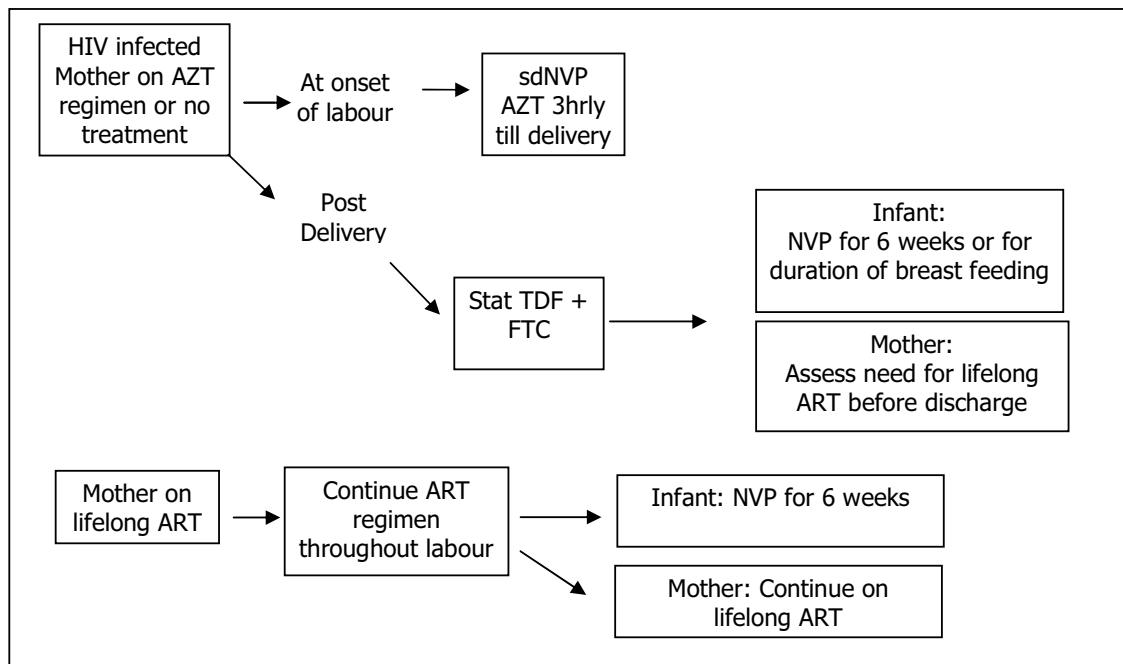 HIV infected
Mother on AZT
regimen or no
treatment
At onset
of labour
sdNVP
AZT 3hrly
till delivery
Post
Delivery
Stat TDF +
FTC
Infant:
NVP for 6 weeks or for
duration of breast feeding
Mother:
Assess need for lifelong
ART before discharge
Mother on
lifelong ART
Continue ART
regimen
throughout labour
Infant: NVP for 6 weeks
Mother: Continue on
lifelong ART